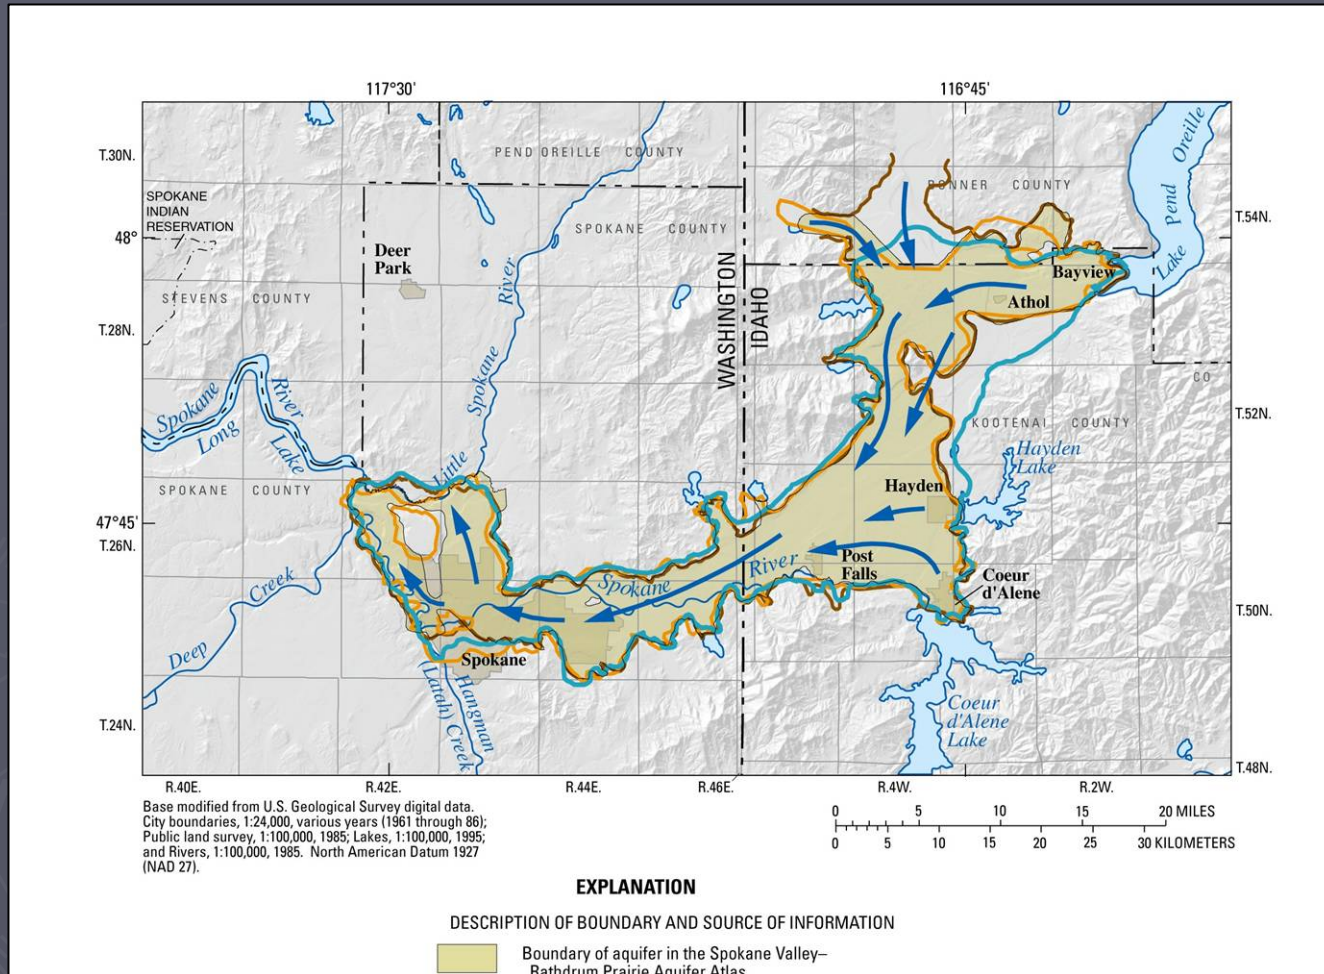 117°30'
116°45'
T.30N.
PEND OREILLE COUNTY
BONNER COUNTY
Lake Pend Oreille
SPOKANE
INDIAN
RESERVATION
T.54N.
48°
SPOKANE COUNTY
Deer
Park
WASHINGTON
IDAHO
Bayview
STEVENS COUNTY
River
Athol
T.28N.
Spokane
Little
CO
Spokane
River
Long
Lake
T.52N.
KOOTENAI COUNTY
Hayden
Lake
SPOKANE COUNTY
Hayden
47°45'
T.26N.
Post
Falls
Spokane
River
Coeur
d'Alene
Deep
Creek
T.50N.
Spokane
Hangman
(Latah) Creek
Coeur
d'Alene
Lake
T.24N.
T.48N.
R.40E.
R.42E.
R.44E.
R.46E.
R.4W.
R.2W.
Base modified from U.S. Geological Survey digital data.
City boundaries, 1:24,000, various years (1961 through 86);
Public land survey, 1:100,000, 1985; Lakes, 1:100,000, 1995;
and Rivers, 1:100,000, 1985. North American Datum 1927
(NAD 27).
0 5 10 15 20 MILES
0 5 10 15 20 25 30 KILOMETERS
EXPLANATION
DESCRIPTION OF BOUNDARY AND SOURCE OF INFORMATION
Boundary of aquifer in the Spokane Valley–
Rathdrum Prairie Aquifer Atlas